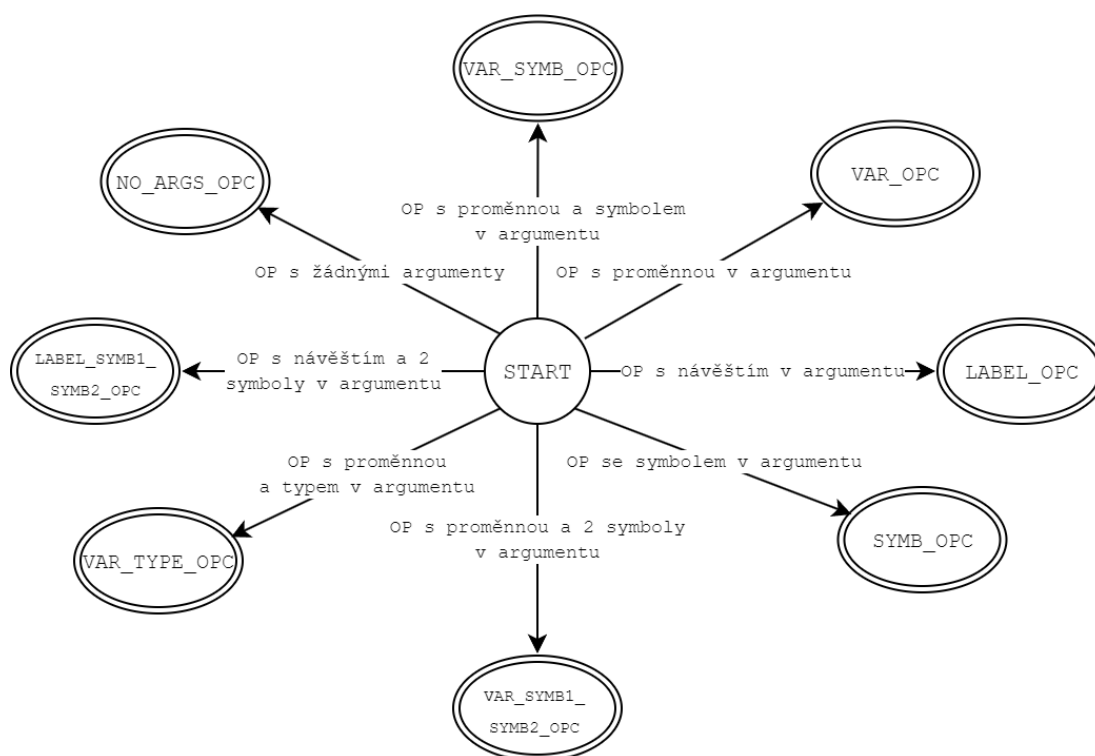 VAR_SYMB_OPC
NO_ARGS_OPC
VAR_OPC
OP s proměnnou a symbolem
v argumentu
OP s žádnými argumenty
OP s proměnnou v argumentu
LABEL_SYMB1_
SYMB2_OPC
OP s návěštím a 2
symboly v argumentu
START
OP s návěštím v argumentu
LABEL_OPC
OP s proměnnou
a typem v argumentu
OP se symbolem v argumentu
OP s proměnnou a 2 symboly
v argumentu
VAR_TYPE_OPC
SYMB_OPC
VAR_SYMB1_
SYMB2_OPC